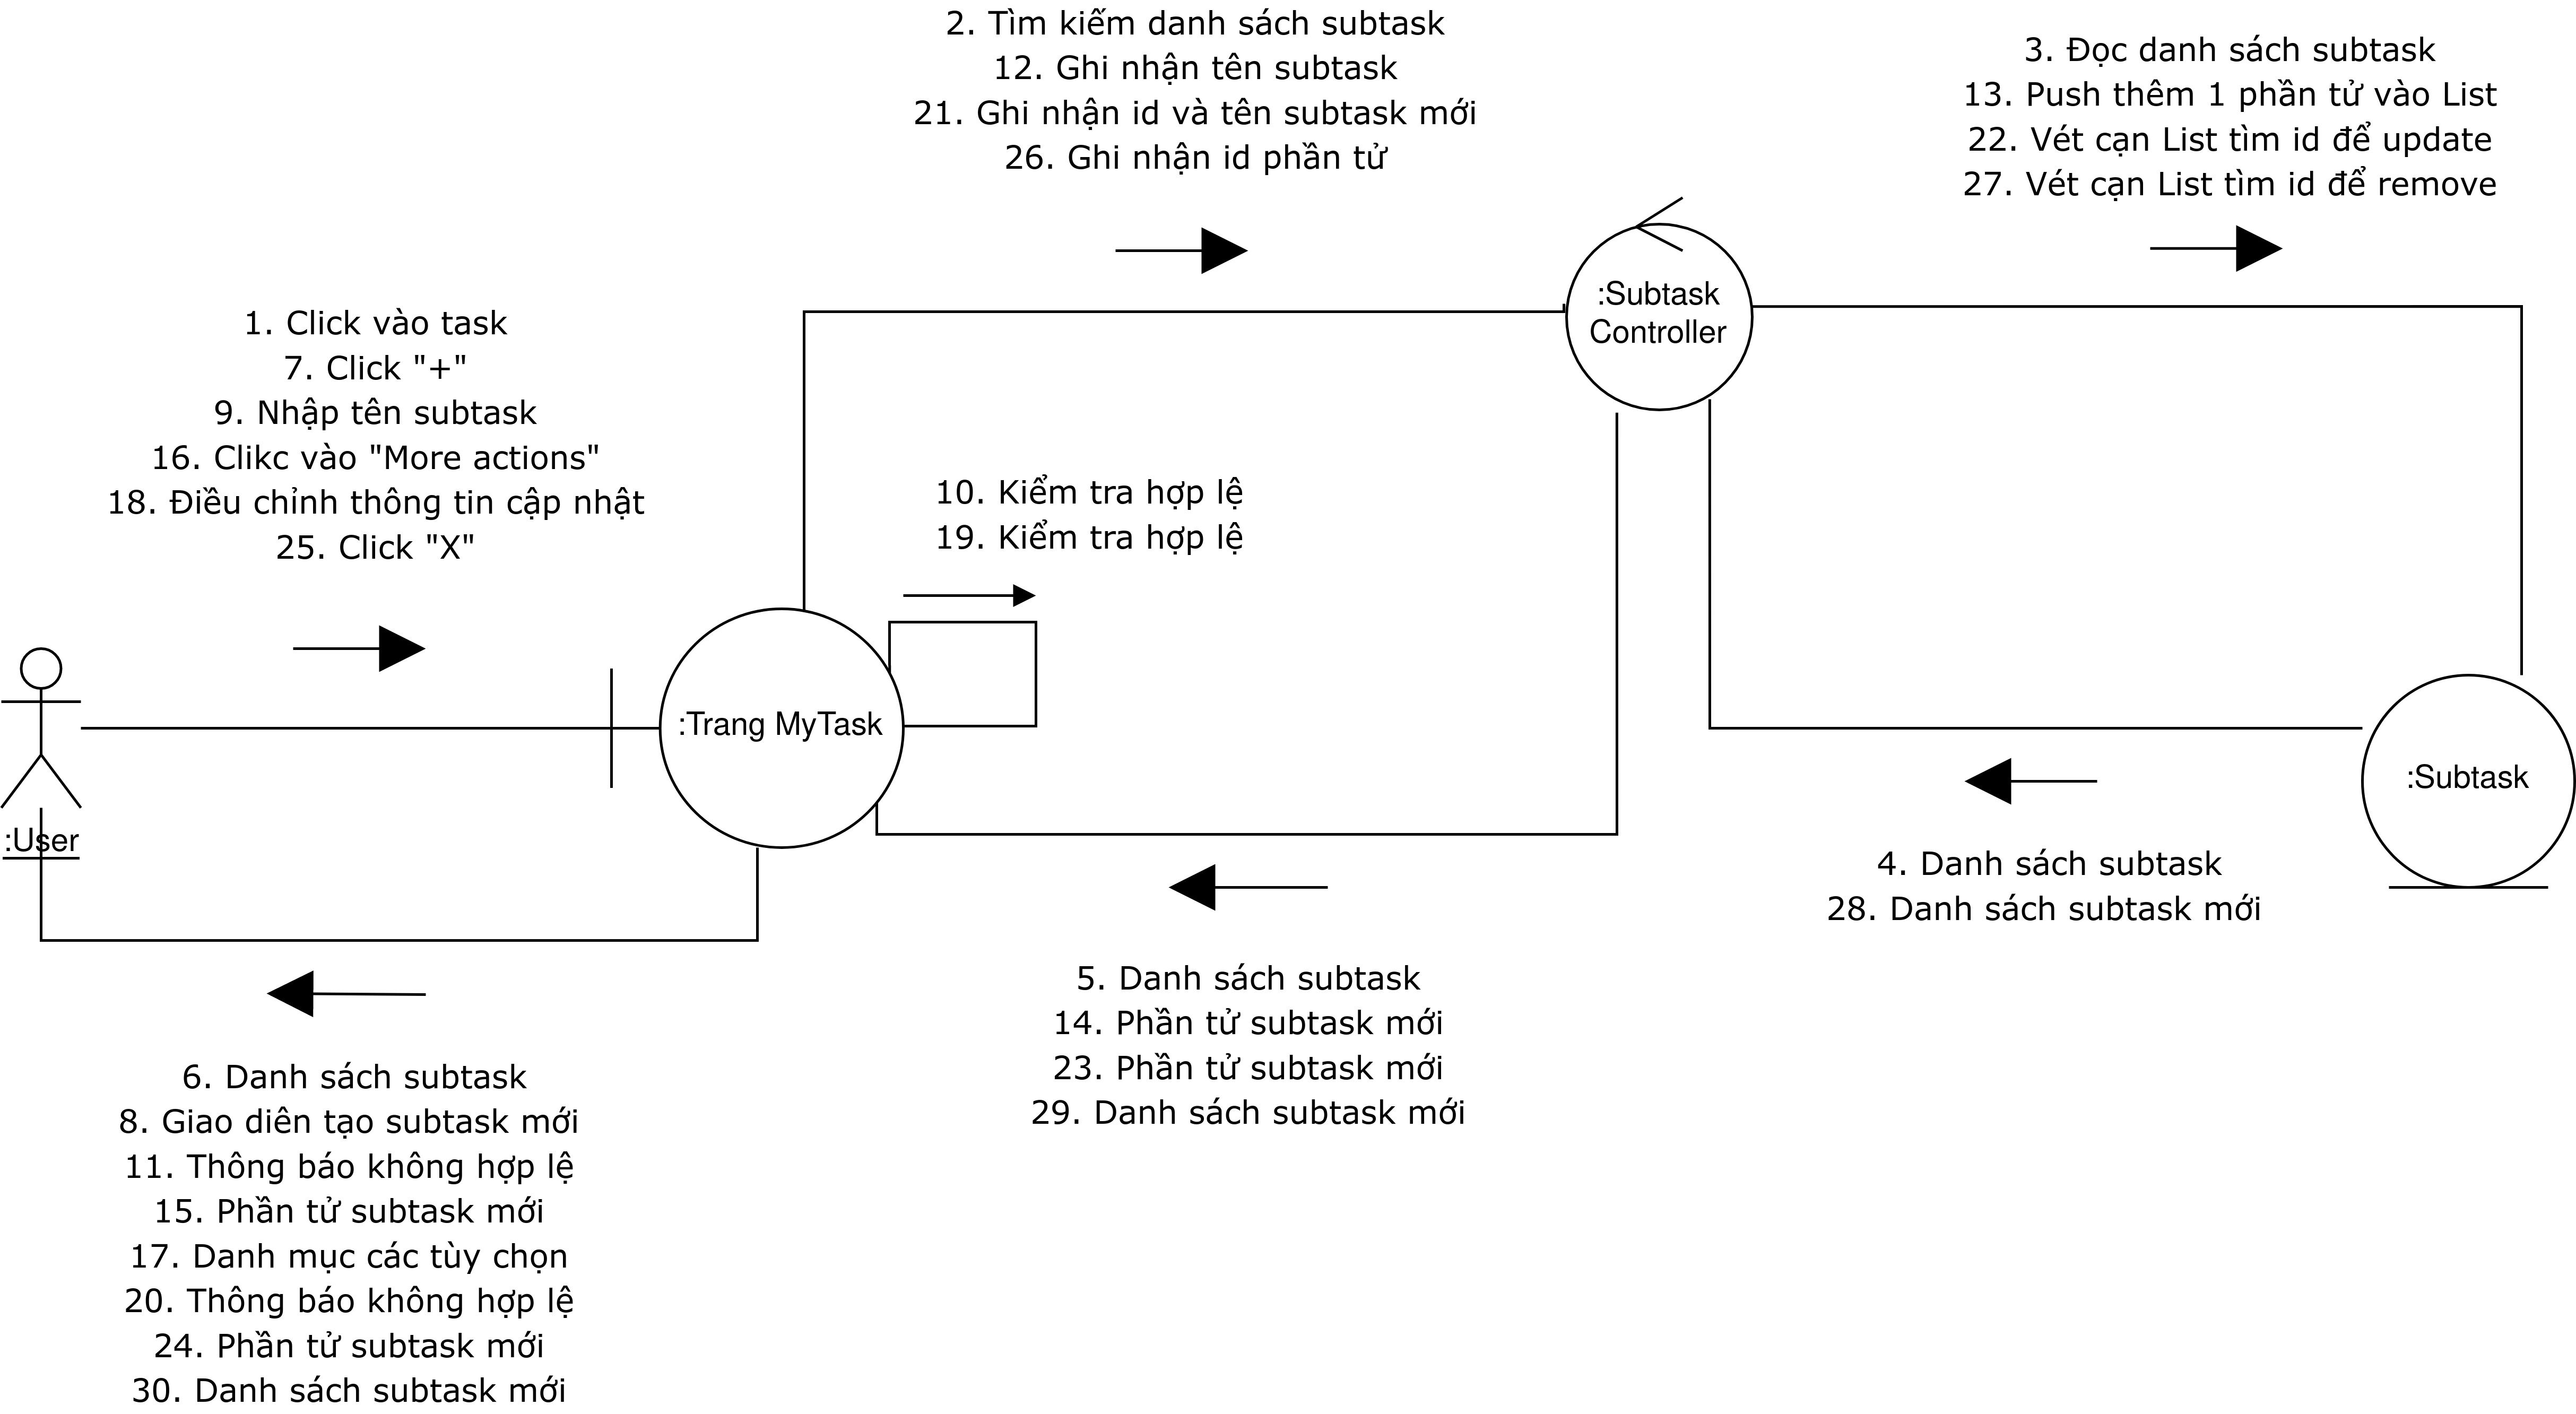 2. Tìm kiếm danh sách subtask
12. Ghi nhận tên subtask
21. Ghi nhận id và tên subtask mới
26. Ghi nhận id phần tử
3. Đọc danh sách subtask
13. Push thêm 1 phần tử vào List
22. Vét cạn List tìm id để update
27. Vét cạn List tìm id để remove
:Subtask
Controller
1. Click vào task
7. Click "+"
9. Nhập tên subtask
16. Clikc vào "More actions"
18. Điều chỉnh thông tin cập nhật
25. Click "X"
10. Kiểm tra hợp lệ
19. Kiểm tra hợp lệ
:Trang MyTask
:Subtask
:User
4. Danh sách subtask
28. Danh sách subtask mới
5. Danh sách subtask
14. Phần tử subtask mới
23. Phần tử subtask mới
29. Danh sách subtask mới
6. Danh sách subtask
8. Giao diên tạo subtask mới
11. Thông báo không hợp lệ
15. Phần tử subtask mới
17. Danh mục các tùy chọn
20. Thông báo không hợp lệ
24. Phần tử subtask mới
30. Danh sách subtask mới